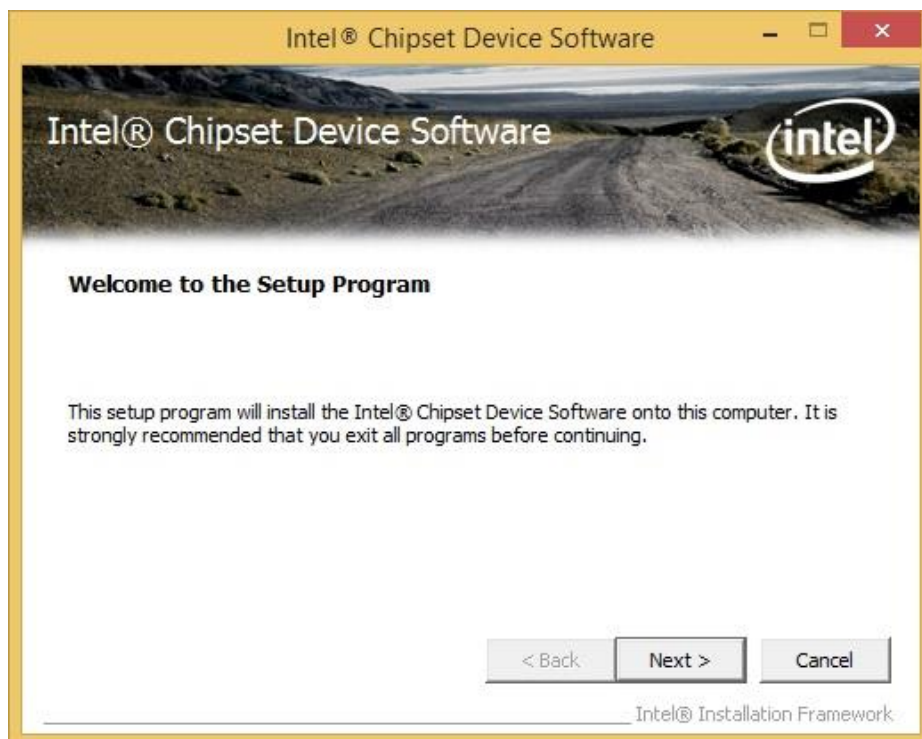 Intel® Chipset Device Software
Intel® Chipset Device Software
intel
Welcome to the Setup Program
This setup program will install the Intel® Chipset Device Software onto this computer. It is
strongly recommended that you exit all programs before continuing.
< Back
Next >
Cancel
Intel® Installation Framework